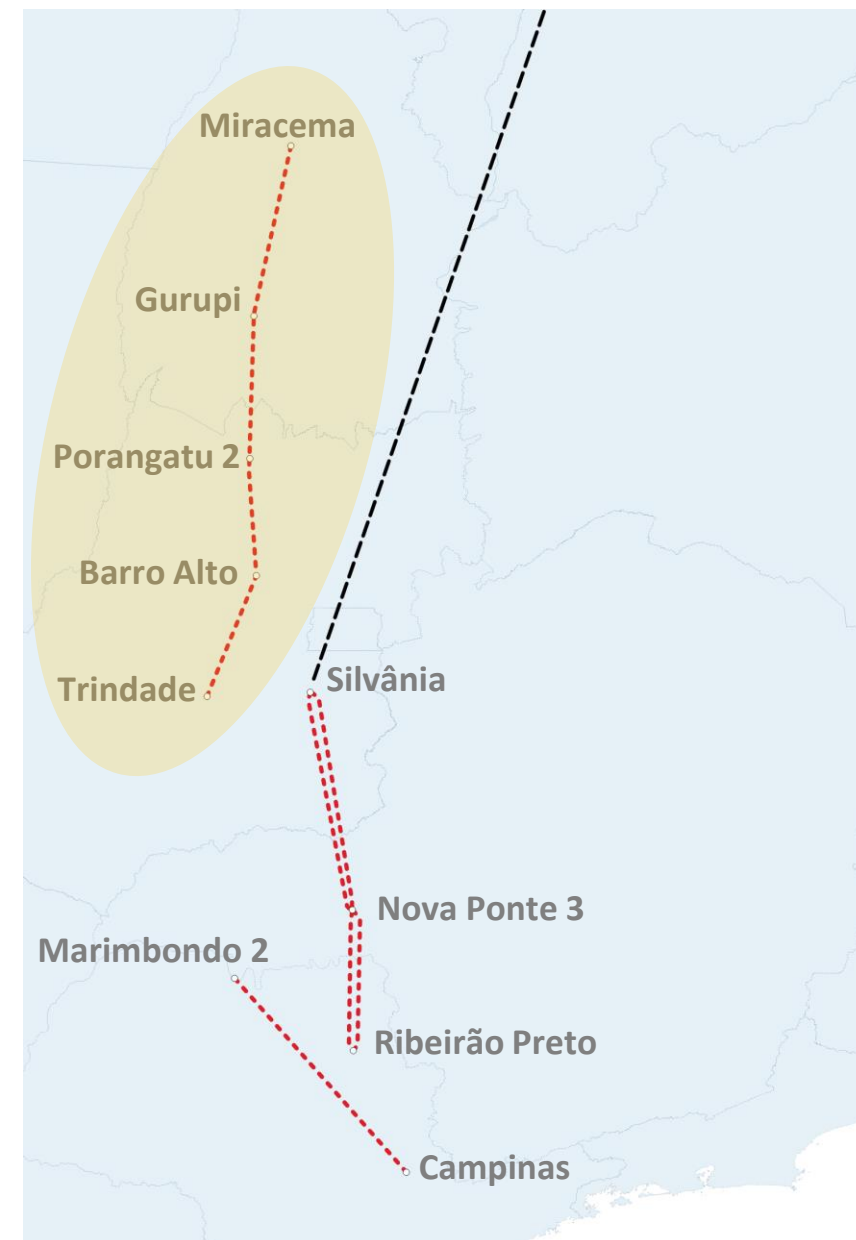 Miracema
Gurupi
Porangatu 2
Barro Alto
Trindade
Silvânia
Nova Ponte 3
Marimbondo 2
Ribeirão Preto
Campinas